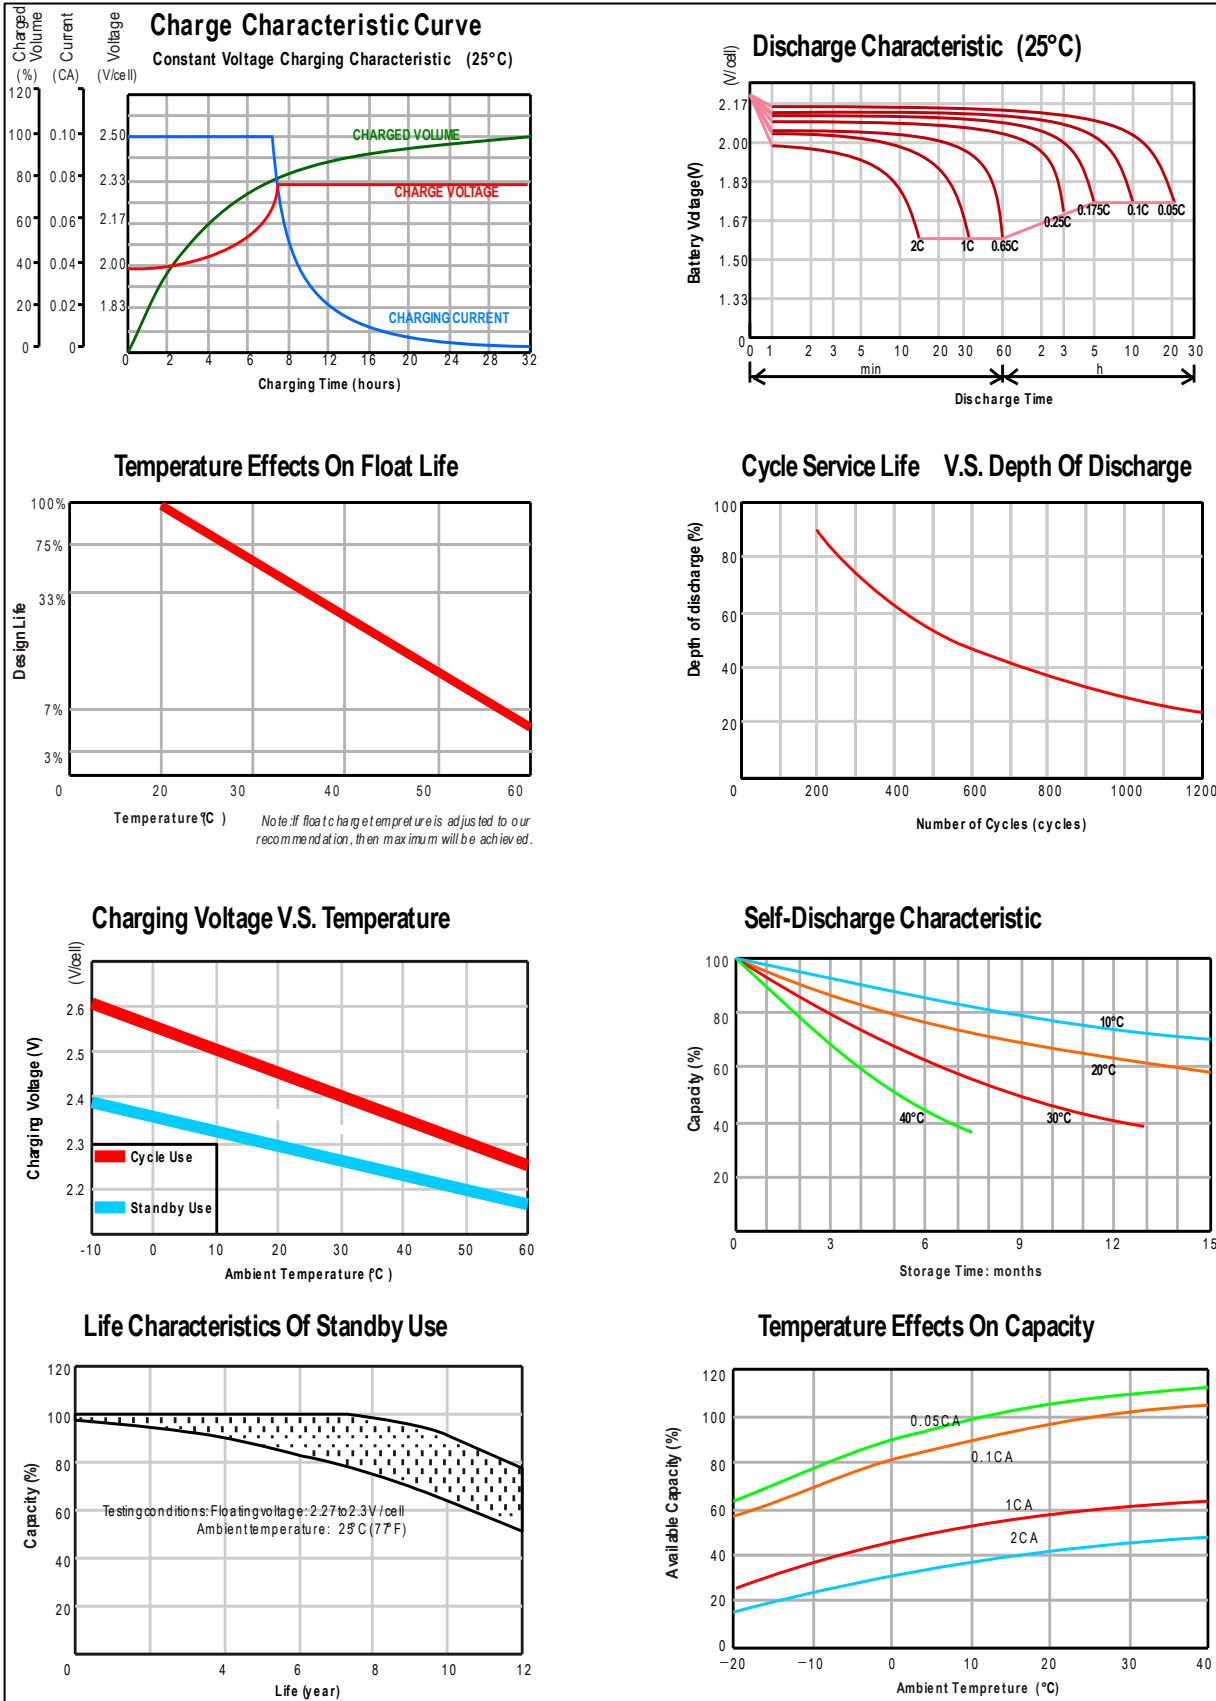 Charge Characteristic Curve
Constant Voltage Charging Characteristic (25°C)
Charged Volume
Current
Voltage
(%) (CA) (V/cell)
120
100 0.10 2.50
80 0.08 2.33
60 0.06 2.17
40 0.04 2.00
20 0.02 1.83
0 0
CHARGED VOLUME
CHARGE VOLTAGE
CHARGING CURRENT
0 2 4 6 8 12 16 20 24 28 32
Charging Time (hours)
Discharge Characteristic (25°C)
(V/cell)
Battery Vdtage(V)
2.17
2.00
1.83
1.67
1.50
1.33
0
2C 1C 0.65C 0.25C 0.175C 0.1C 0.05C
0 1 2 3 5 10 20 30 60 2 3 5 10 20 30
min h
Discharge Time
Temperature Effects On Float Life
Design Life
100%
75%
33%
7%
3%
0 20 30 40 50 60
Temperature(°C )
Note:If float charge tempreture is adjusted to our
recommendation, then maximum will be achieved.
Cycle Service Life V.S. Depth Of Discharge
Depth of discharge (%)
100
80
60
40
20
0 200 400 600 800 1000 1200
Number of Cycles (cycles)
Charging Voltage V.S. Temperature
(V/cell)
Charging Voltage (V)
2.6
2.5
2.4
2.3
2.2
Cycle Use
Standby Use
-10 0 10 20 30 40 50 60
Ambient Temperature (°C )
Self-Discharge Characteristic
Capacity (%)
100
80
60
40
20
10°C
20°C
30°C
40°C
0 3 6 9 12 15
Storage Time: months
Life Characteristics Of Standby Use
Capacity (%)
120
100
80
60
40
20
Testing conditions: Floating voltage: 2.27 to 2.3V /cell
Ambient temperature: 25°C (77°F)
0 4 6 8 10 12
Life (year)
Temperature Effects On Capacity
Available Capacity (%)
120
100
80
60
40
20
0
0.05CA
0.1CA
1CA
2CA
−20 −10 0 10 20 30 40
Ambient Tempreture (°C)